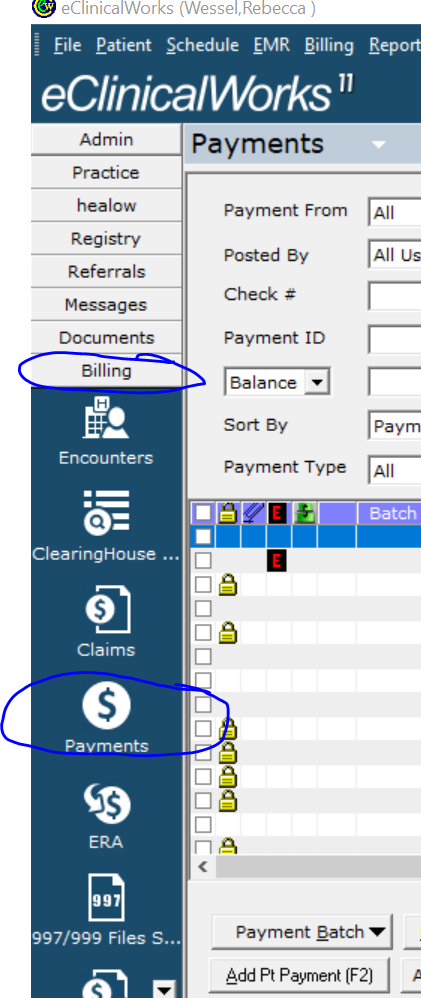 eClinicalWorks (Wessel,Rebecca )
File Patient Schedule EMR Billing Report
eClinicalWorks 11
Admin
Practice
healow
Registry
Referrals
Messages
Documents
Billing
Encounters
ClearingHouse ...
Claims
Payments
ERA
997
997/999 Files S...
Payments
Payment From All
Posted By All Us
Check #
Payment ID
Balance
Sort By Paym
Payment Type All
E Batch
E
Payment Batch
Add Pt Payment (F2) A